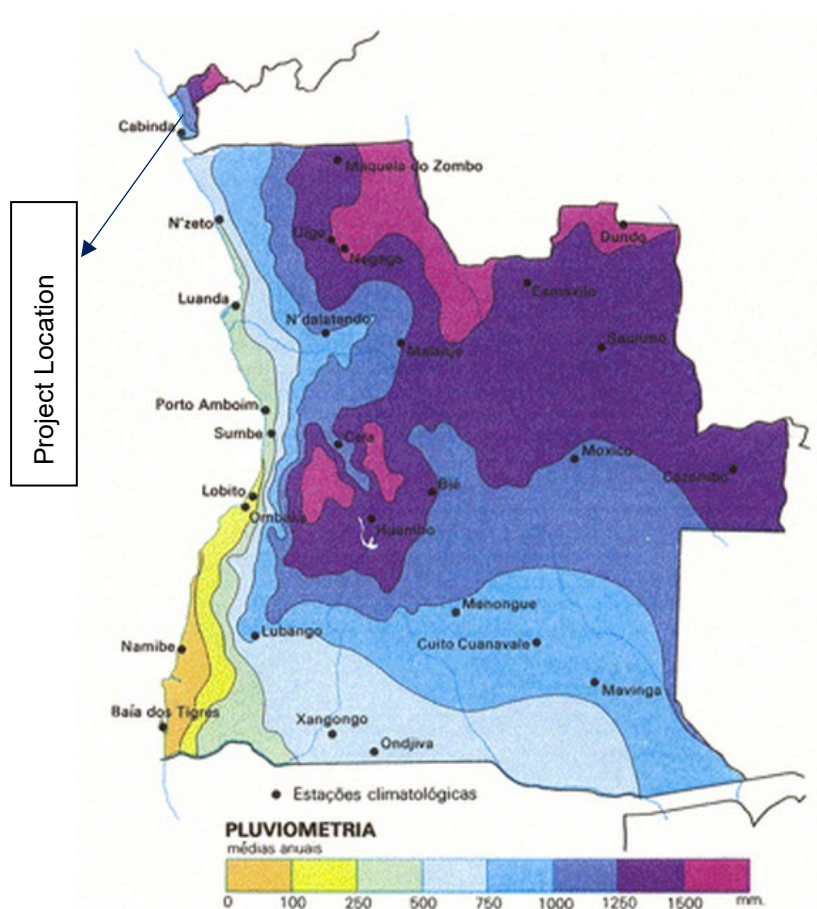 Cabinda
Maquela do Zombo
N'zeto
Uige
Negage
Dundo
Project Location
Luanda
Camaxilo
N'dalatando
Saurimo
Malanje
Porto Amboim
Sumbe
Cela
Moxico
Cazombo
Lobito
Bié
Ombaka
Huambo
Menongue
Lubango
Cuito Cuanavale
Namibe
Mavinga
Baía dos Tigres
Xangongo
Ondjiva
Estações climatológicas
PLUVIOMETRIA
médias anuais
0 100 250 500 750 1000 1250 1500 mm.